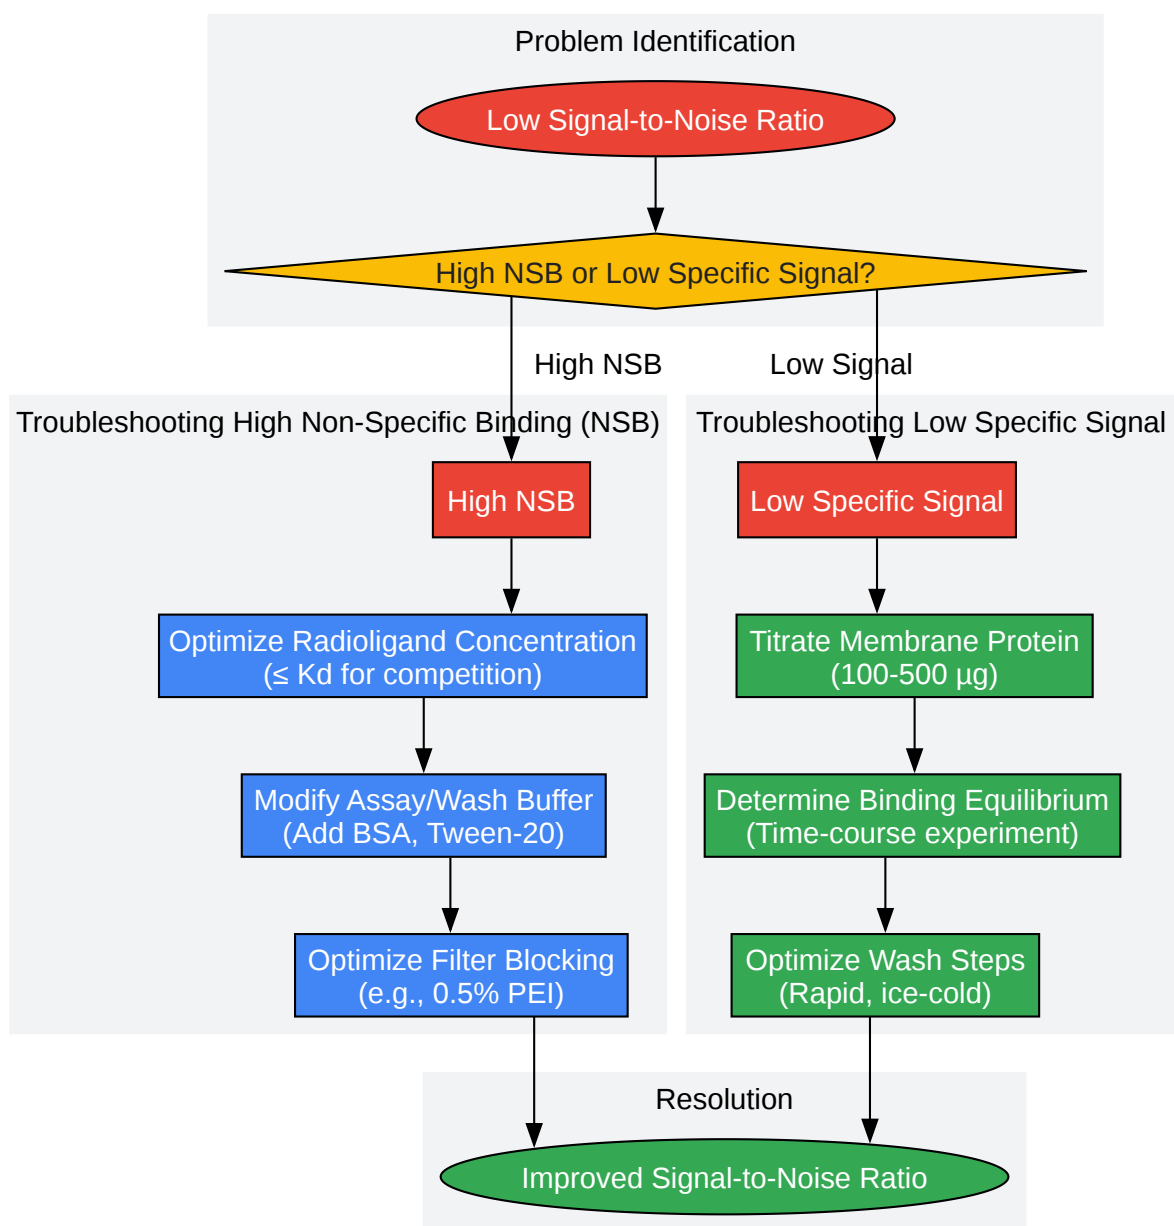 Problem Identification
Low Signal-to-Noise Ratio
High NSB or Low Specific Signal?
High NSB
Low Signal
Troubleshooting High Non-Specific Binding (NSB)
High NSB
Optimize Radioligand Concentration
(≤ Kd for competition)
Modify Assay/Wash Buffer
(Add BSA, Tween-20)
Optimize Filter Blocking
(e.g., 0.5% PEI)
Troubleshooting Low Specific Signal
Low Specific Signal
Titrate Membrane Protein
(100-500 µg)
Determine Binding Equilibrium
(Time-course experiment)
Optimize Wash Steps
(Rapid, ice-cold)
Resolution
Improved Signal-to-Noise Ratio